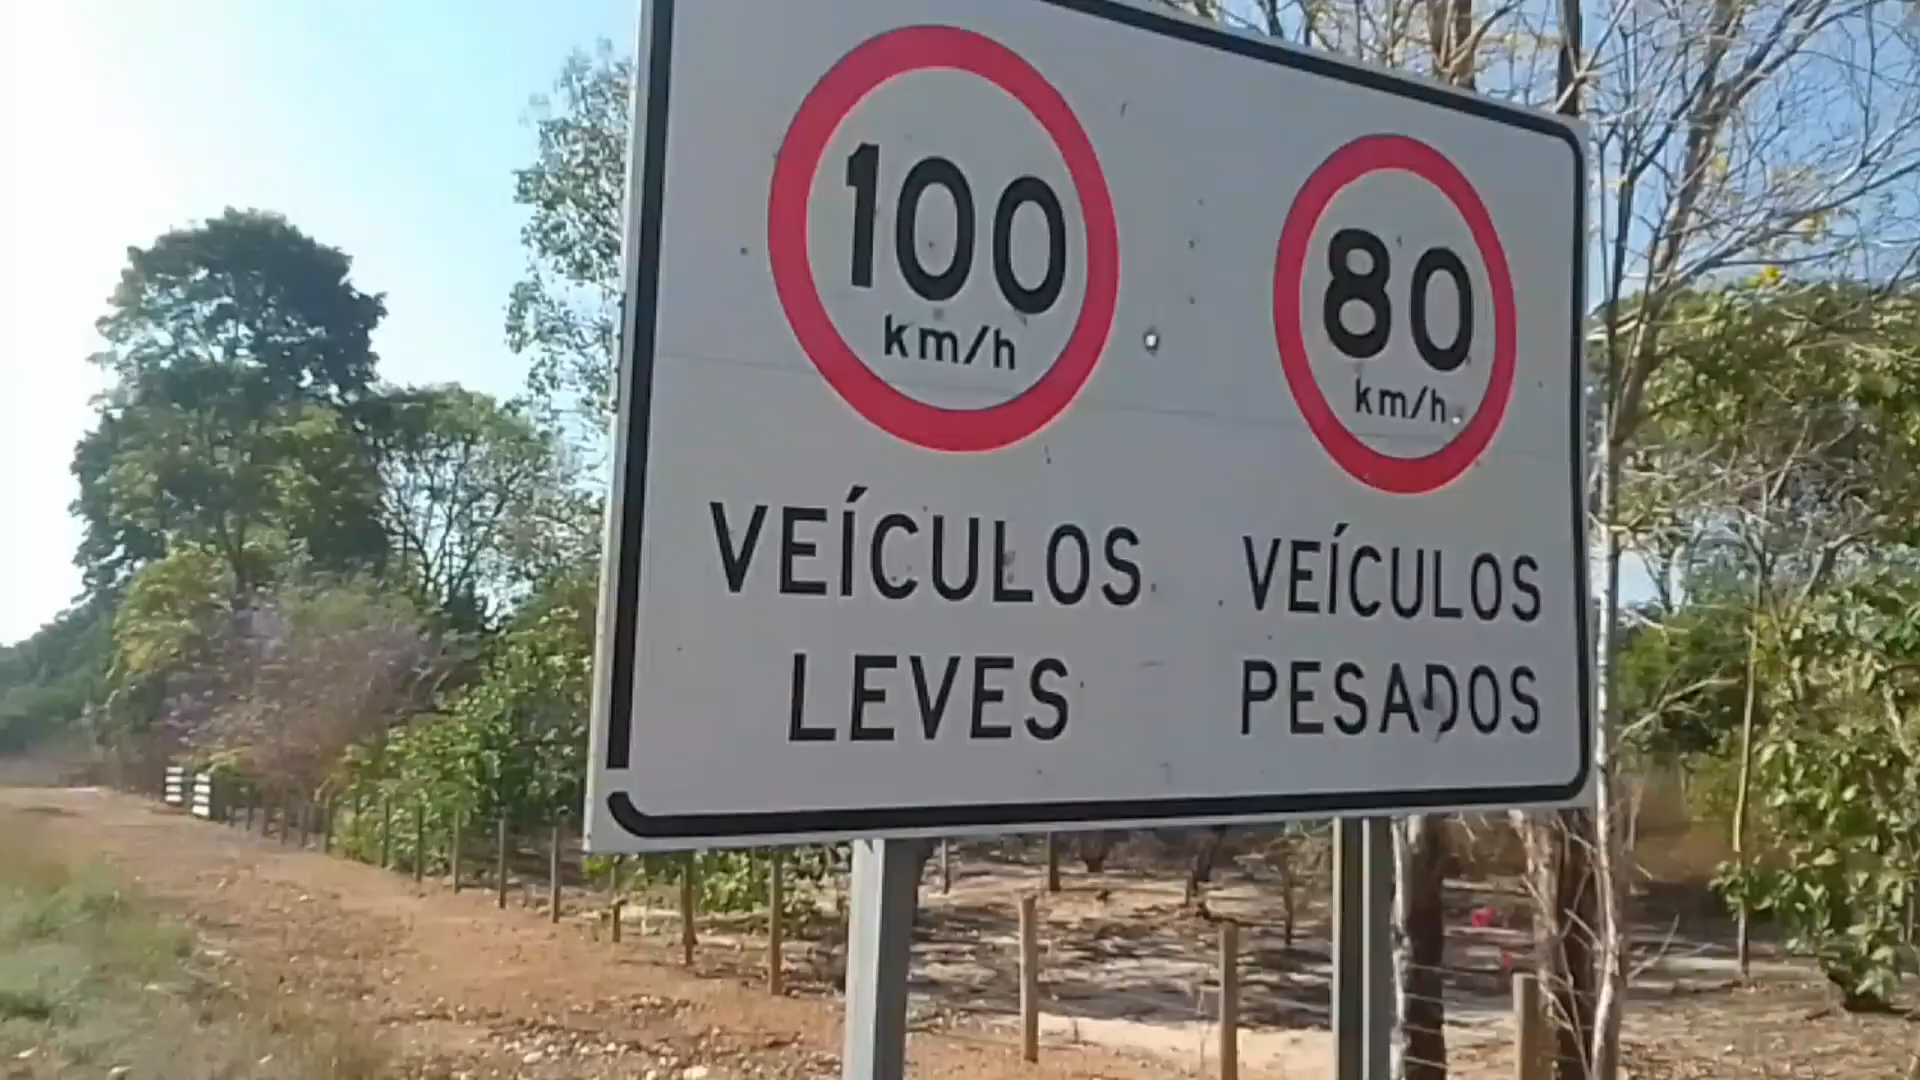 100
km/h
80
km/h
VEÍCULOS
LEVES
VEÍCULOS
PESADOS